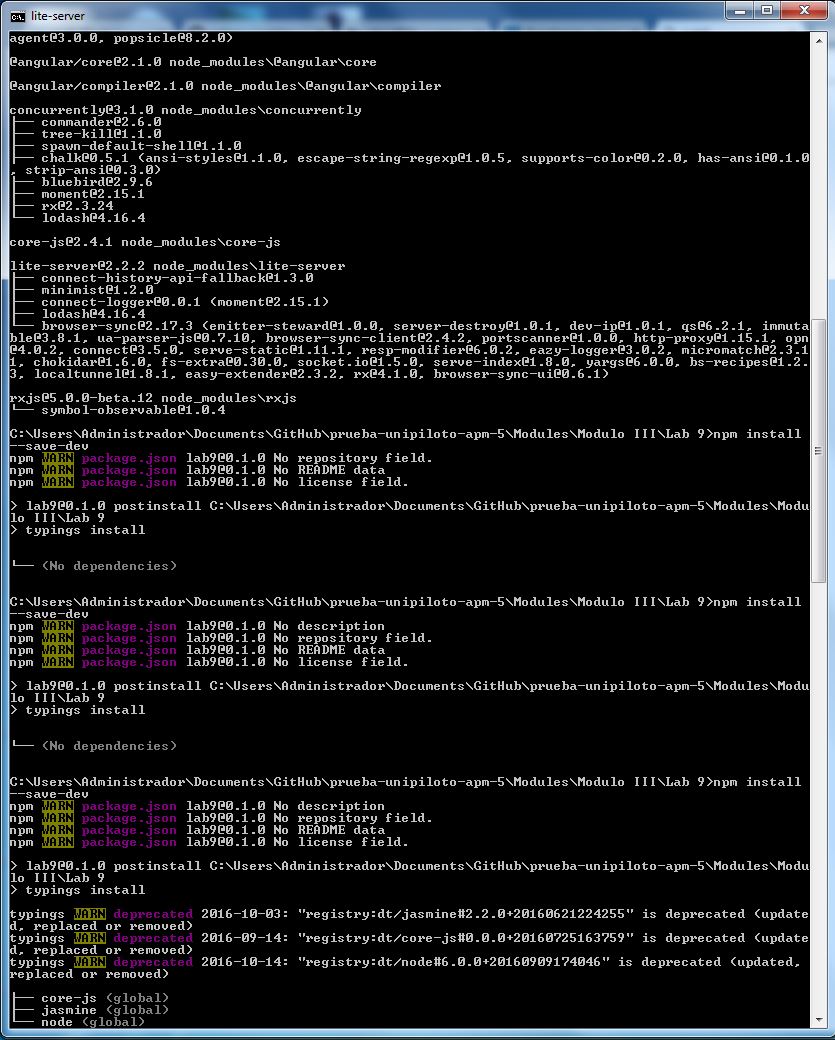 lite-server
agent@3.0.0, popsicle@8.2.0)
@angular/core@2.1.0 node_modules\@angular\core
@angular/compiler@2.1.0 node_modules\@angular\compiler
concurrently@3.1.0 node_modules\concurrently
├── commander@2.6.0
├── tree-kill@1.1.0
├── spawn-default-shell@1.1.0
├── chalk@0.5.1 (ansi-styles@1.1.0, escape-string-regexp@1.0.5, supports-color@0.2.0, has-ansi@0.1.0
, strip-ansi@0.3.0)
├── bluebird@2.9.6
├── moment@2.15.1
├── rx@2.3.24
└── lodash@4.16.4
core-js@2.4.1 node_modules\core-js
lite-server@2.2.2 node_modules\lite-server
├── connect-history-api-fallback@1.3.0
├── minimist@1.2.0
├── connect-logger@0.0.1 (moment@2.15.1)
├── lodash@4.16.4
└── browser-sync@2.17.3 (emitter-steward@1.0.0, server-destroy@1.0.1, dev-ip@1.0.1, qs@6.2.1, immuta
ble@3.8.1, ua-parser-js@0.7.10, browser-sync-client@2.4.2, portscanner@1.0.0, http-proxy@1.15.1, opn
@4.0.2, connect@3.5.0, serve-static@1.11.1, resp-modifier@6.0.2, eazy-logger@3.0.2, micromatch@2.3.1
1, chokidar@1.6.0, fs-extra@0.30.0, socket.io@1.5.0, serve-index@1.8.0, yargs@6.0.0, bs-recipes@1.2.
3, localtunnel@1.8.1, easy-extender@2.3.2, rx@4.1.0, browser-sync-ui@0.6.1)
rxjs@5.0.0-beta.12 node_modules\rxjs
└── symbol-observable@1.0.4
C:\Users\Administrador\Documents\GitHub\prueba-unipiloto-apm-5\Modules\Modulo III\Lab 9>npm install
--save-dev
npm WARN package.json lab9@0.1.0 No repository field.
npm WARN package.json lab9@0.1.0 No README data
npm WARN package.json lab9@0.1.0 No license field.
> lab9@0.1.0 postinstall C:\Users\Administrador\Documents\GitHub\prueba-unipiloto-apm-5\Modules\Modu
lo III\Lab 9
> typings install
└── (No dependencies)
C:\Users\Administrador\Documents\GitHub\prueba-unipiloto-apm-5\Modules\Modulo III\Lab 9>npm install
--save-dev
npm WARN package.json lab9@0.1.0 No description
npm WARN package.json lab9@0.1.0 No repository field.
npm WARN package.json lab9@0.1.0 No README data
npm WARN package.json lab9@0.1.0 No license field.
> lab9@0.1.0 postinstall C:\Users\Administrador\Documents\GitHub\prueba-unipiloto-apm-5\Modules\Modu
lo III\Lab 9
> typings install
└── (No dependencies)
C:\Users\Administrador\Documents\GitHub\prueba-unipiloto-apm-5\Modules\Modulo III\Lab 9>npm install
--save-dev
npm WARN package.json lab9@0.1.0 No description
npm WARN package.json lab9@0.1.0 No repository field.
npm WARN package.json lab9@0.1.0 No README data
npm WARN package.json lab9@0.1.0 No license field.
> lab9@0.1.0 postinstall C:\Users\Administrador\Documents\GitHub\prueba-unipiloto-apm-5\Modules\Modu
lo III\Lab 9
> typings install
typings WARN deprecated 2016-10-03: "registry:dt/jasmine#2.2.0+20160621224255" is deprecated (update
d, replaced or removed)
typings WARN deprecated 2016-09-14: "registry:dt/core-js#0.0.0+20160725163759" is deprecated (update
d, replaced or removed)
typings WARN deprecated 2016-10-14: "registry:dt/node#6.0.0+20160909174046" is deprecated (updated,
replaced or removed)
├── core-js (global)
├── jasmine (global)
└── node (global)